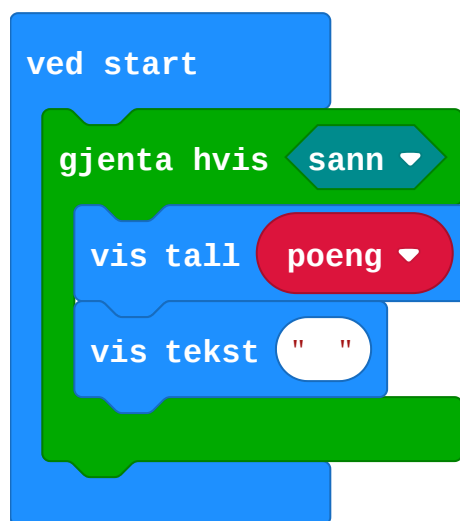 ved start
gjenta hvis sann
vis tall poeng
vis tekst " "